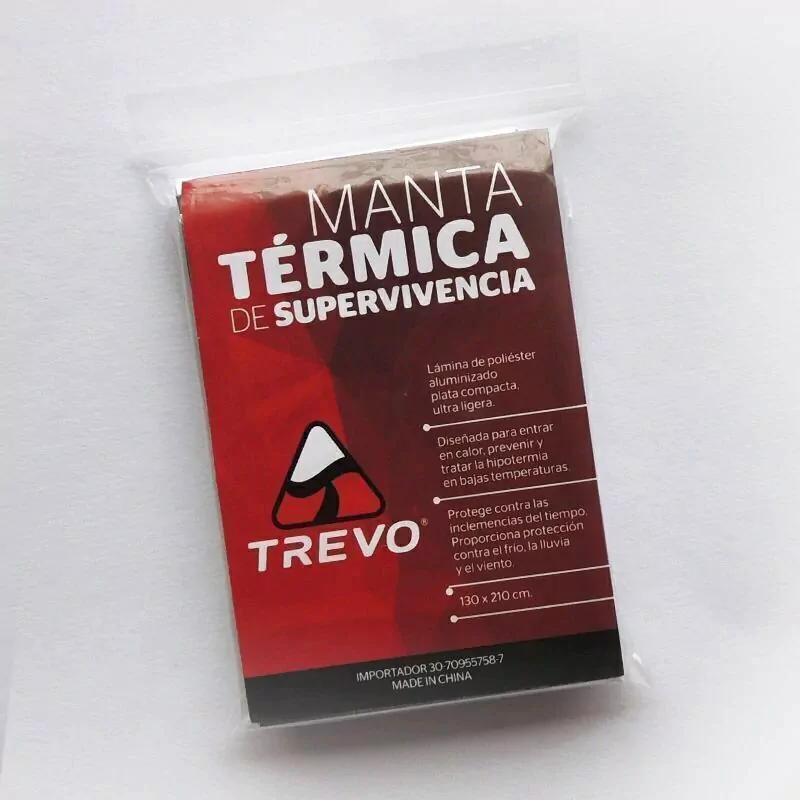 MANTA
TÉRMICA
DE SUPERVIVENCIA
Lámina de poliéster
aluminizado
plata compacta,
ultra ligera.
Diseñada para entrar
en calor, prevenir y
tratar la hipotermia
en bajas temperaturas.
Protege contra las
inclemencias del tiempo.
Proporciona protección
contra el frío, la lluvia
y el viento.
130 x 210 cm.
TREVO®
IMPORTADOR 30-70955758-7
MADE IN CHINA